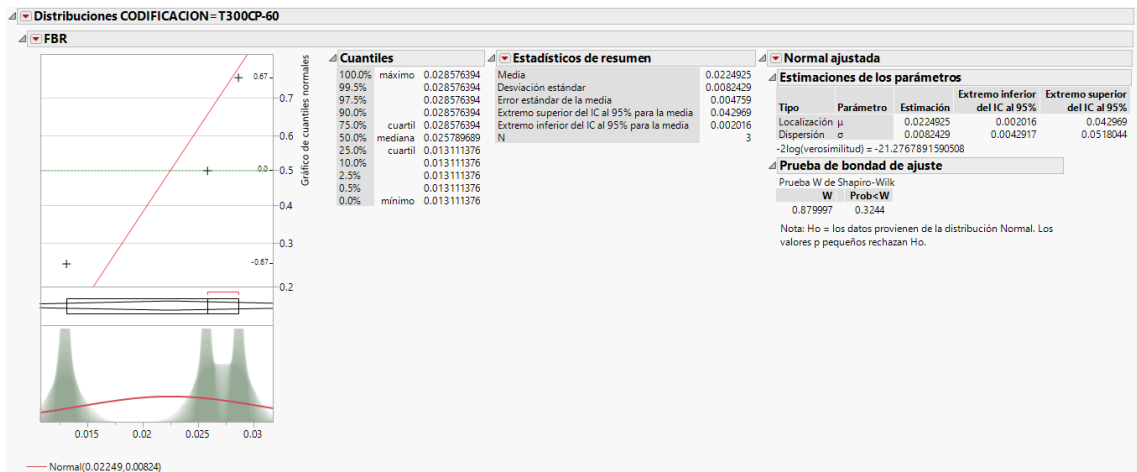 Distribuciones CODIFICACION=T300CP-60
FBR
Gráfico de cuantiles normales
0.67
0.0
-0.67
0.7
0.6
0.5
0.4
0.3
0.2
0.015 0.02 0.025 0.03
Normal(0.02249,0.00824)
Cuantiles
100.0% máximo 0.028576394
99.5% 0.028576394
97.5% 0.028576394
90.0% 0.028576394
75.0% cuartil 0.028576394
50.0% mediana 0.025789689
25.0% cuartil 0.013111376
10.0% 0.013111376
2.5% 0.013111376
0.5% 0.013111376
0.0% mínimo 0.013111376
Estadísticos de resumen
Media 0.0224925
Desviación estándar 0.0082429
Error estándar de la media 0.004759
Extremo superior del IC al 95% para la media 0.042969
Extremo inferior del IC al 95% para la media 0.002016
N 3
Normal ajustada
Estimaciones de los parámetros
Extremo inferior Extremo superior
Tipo Parámetro Estimación del IC al 95% del IC al 95%
Localización μ 0.0224925 0.002016 0.042969
Dispersión σ 0.0082429 0.0042917 0.0518044
-2log(verosimilitud) = -21.2767891590508
Prueba de bondad de ajuste
Prueba W de Shapiro-Wilk
W Prob<W
0.879997 0.3244
Nota: Ho = los datos provienen de la distribución Normal. Los
valores p pequeños rechazan Ho.